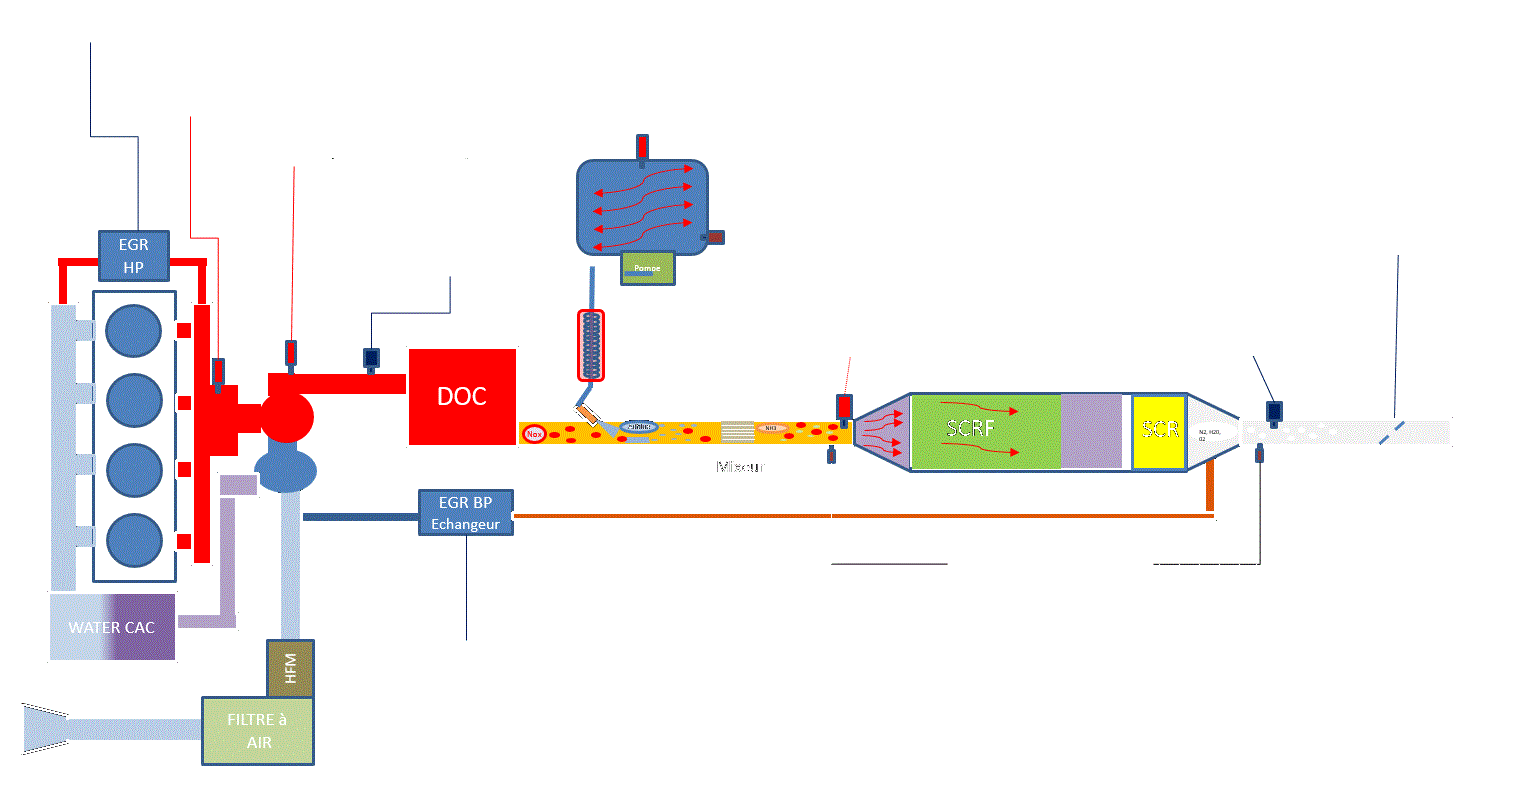 EGR
HP
Pompe
DOC
Nox
NH3
SCRF
SCR
N2, H20,
02
Mixeur
EGR BP
Echangeur
WATER CAC
HFM
FILTRE à
AIR